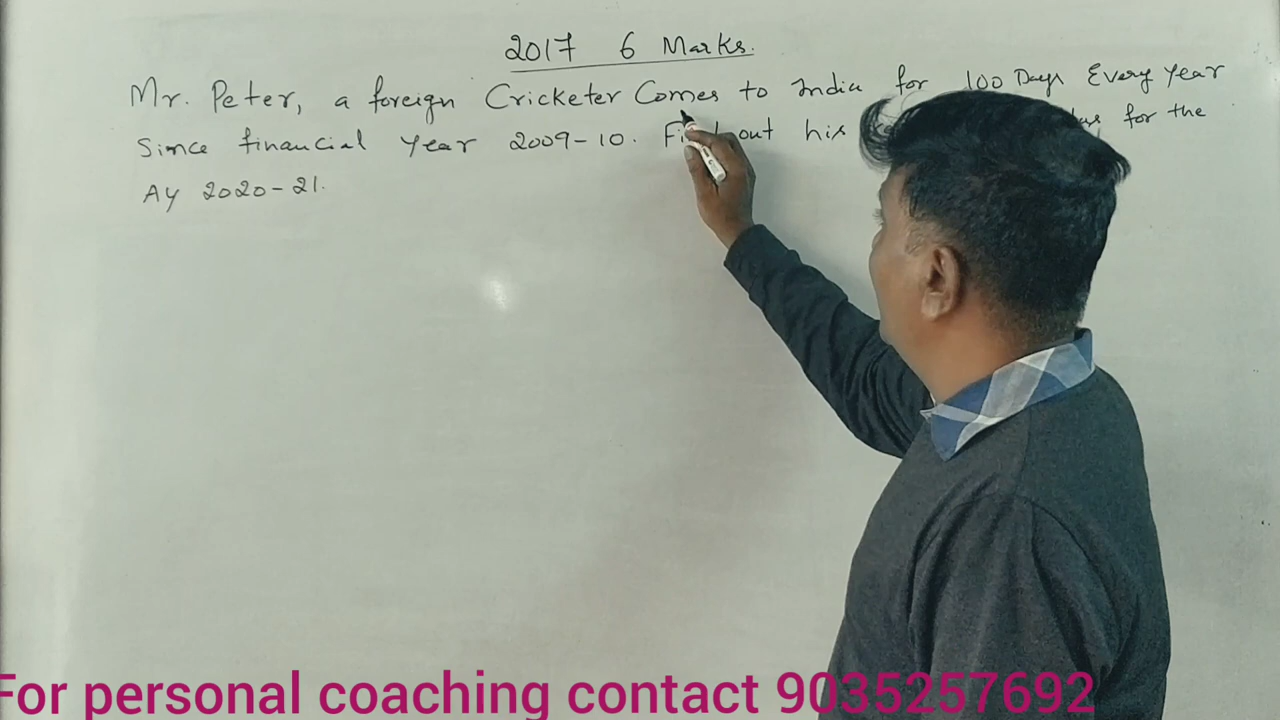 2017 6 Marks.
Mr. Peter, a foreign Cricketer Comes to India for 100 Days Every Year
Since financial Year 2009-10. out his for the
AY 2020-21.
For personal coaching contact 9035257692